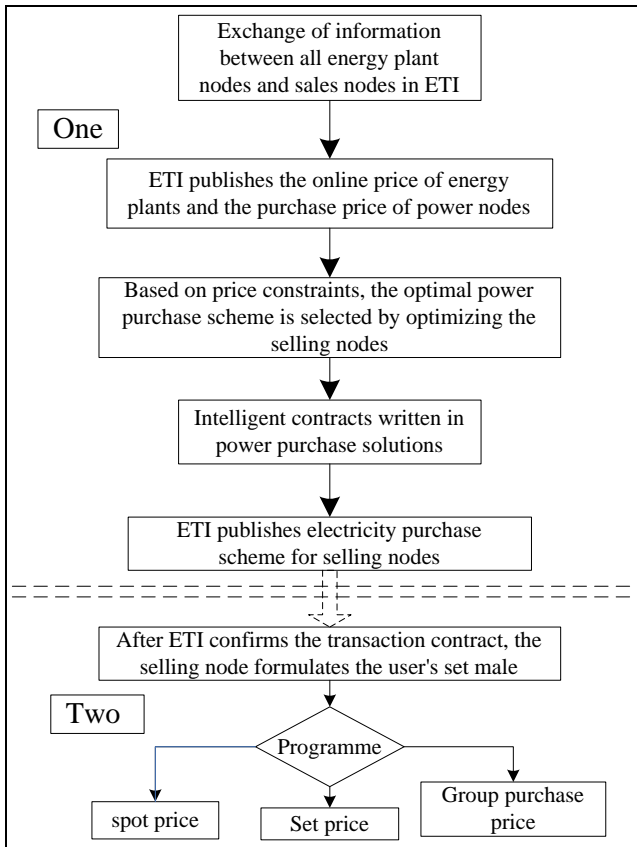 Exchange of information
between all energy plant
nodes and sales nodes in ETI
One
ETI publishes the online price of energy
plants and the purchase price of power nodes
Based on price constraints, the optimal power
purchase scheme is selected by optimizing the
selling nodes
Intelligent contracts written in
power purchase solutions
ETI publishes electricity purchase
scheme for selling nodes
After ETI confirms the transaction contract, the
selling node formulates the user's set male
Two
Programme
spot price
Set price
Group purchase
price